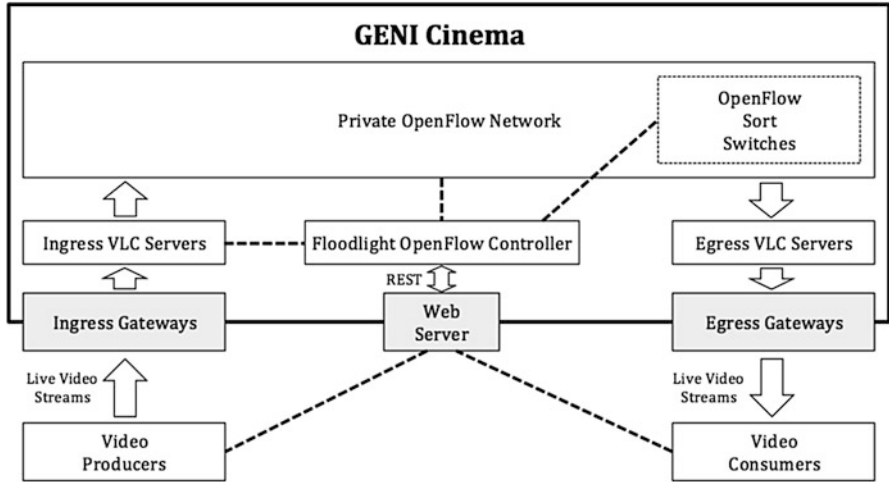 GENI Cinema
Private OpenFlow Network
OpenFlow
Sort
Switches
Ingress VLC Servers
Floodlight OpenFlow Controller
Egress VLC Servers
REST
Ingress Gateways
Web
Server
Egress Gateways
Live Video
Streams
Live Video
Streams
Video
Producers
Video
Consumers